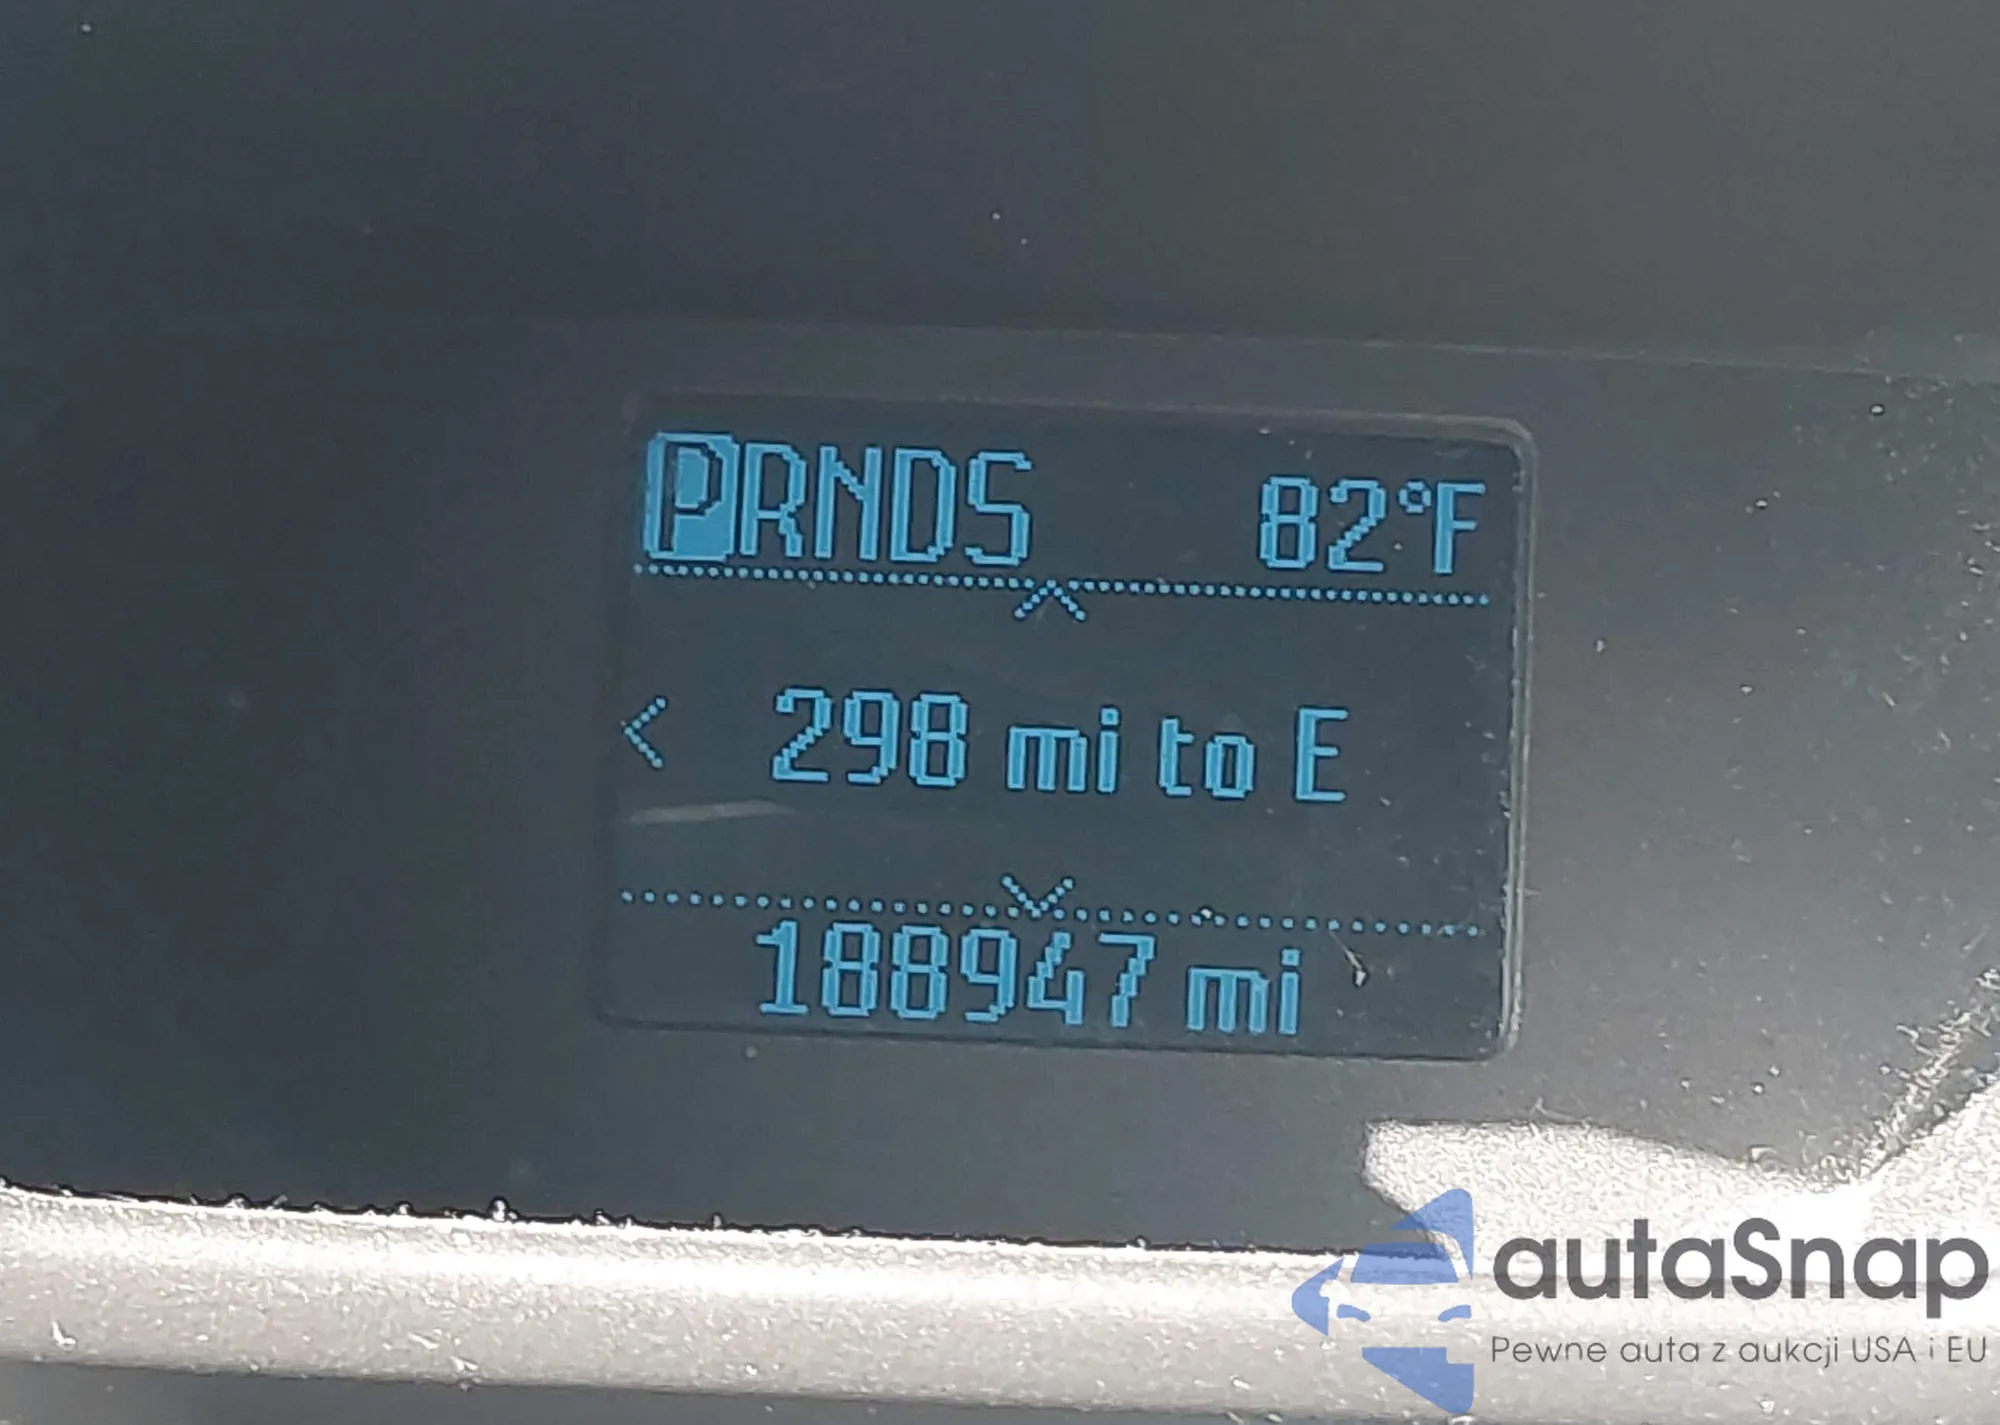 PRNDS 82°F
< 298 mi to E
188947 mi
autaSnap
Pewne auta z aukcji USA i EU